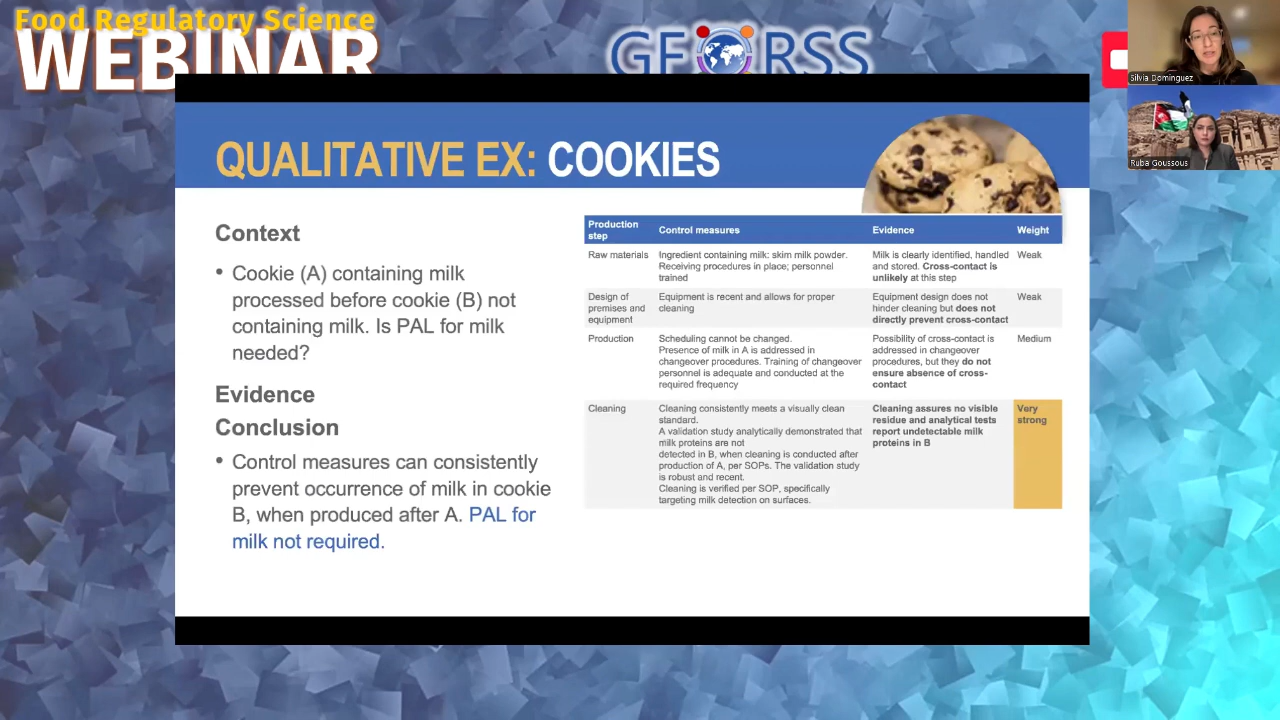 Food Regulatory Science
WEBINAR
GFORSS
Silvia Dominguez
Ruba Goussous
QUALITATIVE EX: COOKIES
Context
• Cookie (A) containing milk
processed before cookie (B) not
containing milk. Is PAL for milk
needed?
Evidence
Conclusion
• Control measures can consistently
prevent occurrence of milk in cookie
B, when produced after A. PAL for
milk not required.
Production
step
Control measures
Evidence
Weight
Raw materials
Ingredient containing milk: skim milk powder.
Receiving procedures in place; personnel
trained
Milk is clearly identified, handled
and stored. Cross-contact is
unlikely at this step
Weak
Design of
premises and
equipment
Equipment is recent and allows for proper
cleaning
Equipment design does not
hinder cleaning but does not
directly prevent cross-contact
Weak
Production
Scheduling cannot be changed.
Presence of milk in A is addressed in
changeover procedures. Training of changeover
personnel is adequate and conducted at the
required frequency
Possibility of cross-contact is
addressed in changeover
procedures, but they do not
ensure absence of cross-
contact
Medium
Cleaning
Cleaning consistently meets a visually clean
standard.
A validation study analytically demonstrated that
milk proteins are not
detected in B, when cleaning is conducted after
production of A, per SOPs. The validation study
is robust and recent.
Cleaning is verified per SOP, specifically
targeting milk detection on surfaces.
Cleaning assures no visible
residue and analytical tests
report undetectable milk
proteins in B
Very
strong